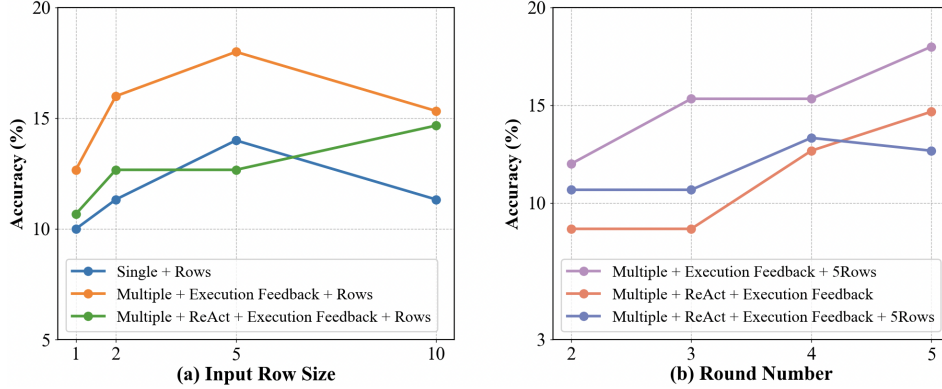 20
15
10
5
Accuracy (%)
Single + Rows
Multiple + Execution Feedback + Rows
Multiple + ReAct + Execution Feedback + Rows
1 2 5 10
(a) Input Row Size
20
15
10
3
Accuracy (%)
Multiple + Execution Feedback + 5Rows
Multiple + ReAct + Execution Feedback
Multiple + ReAct + Execution Feedback + 5Rows
2 3 4 5
(b) Round Number